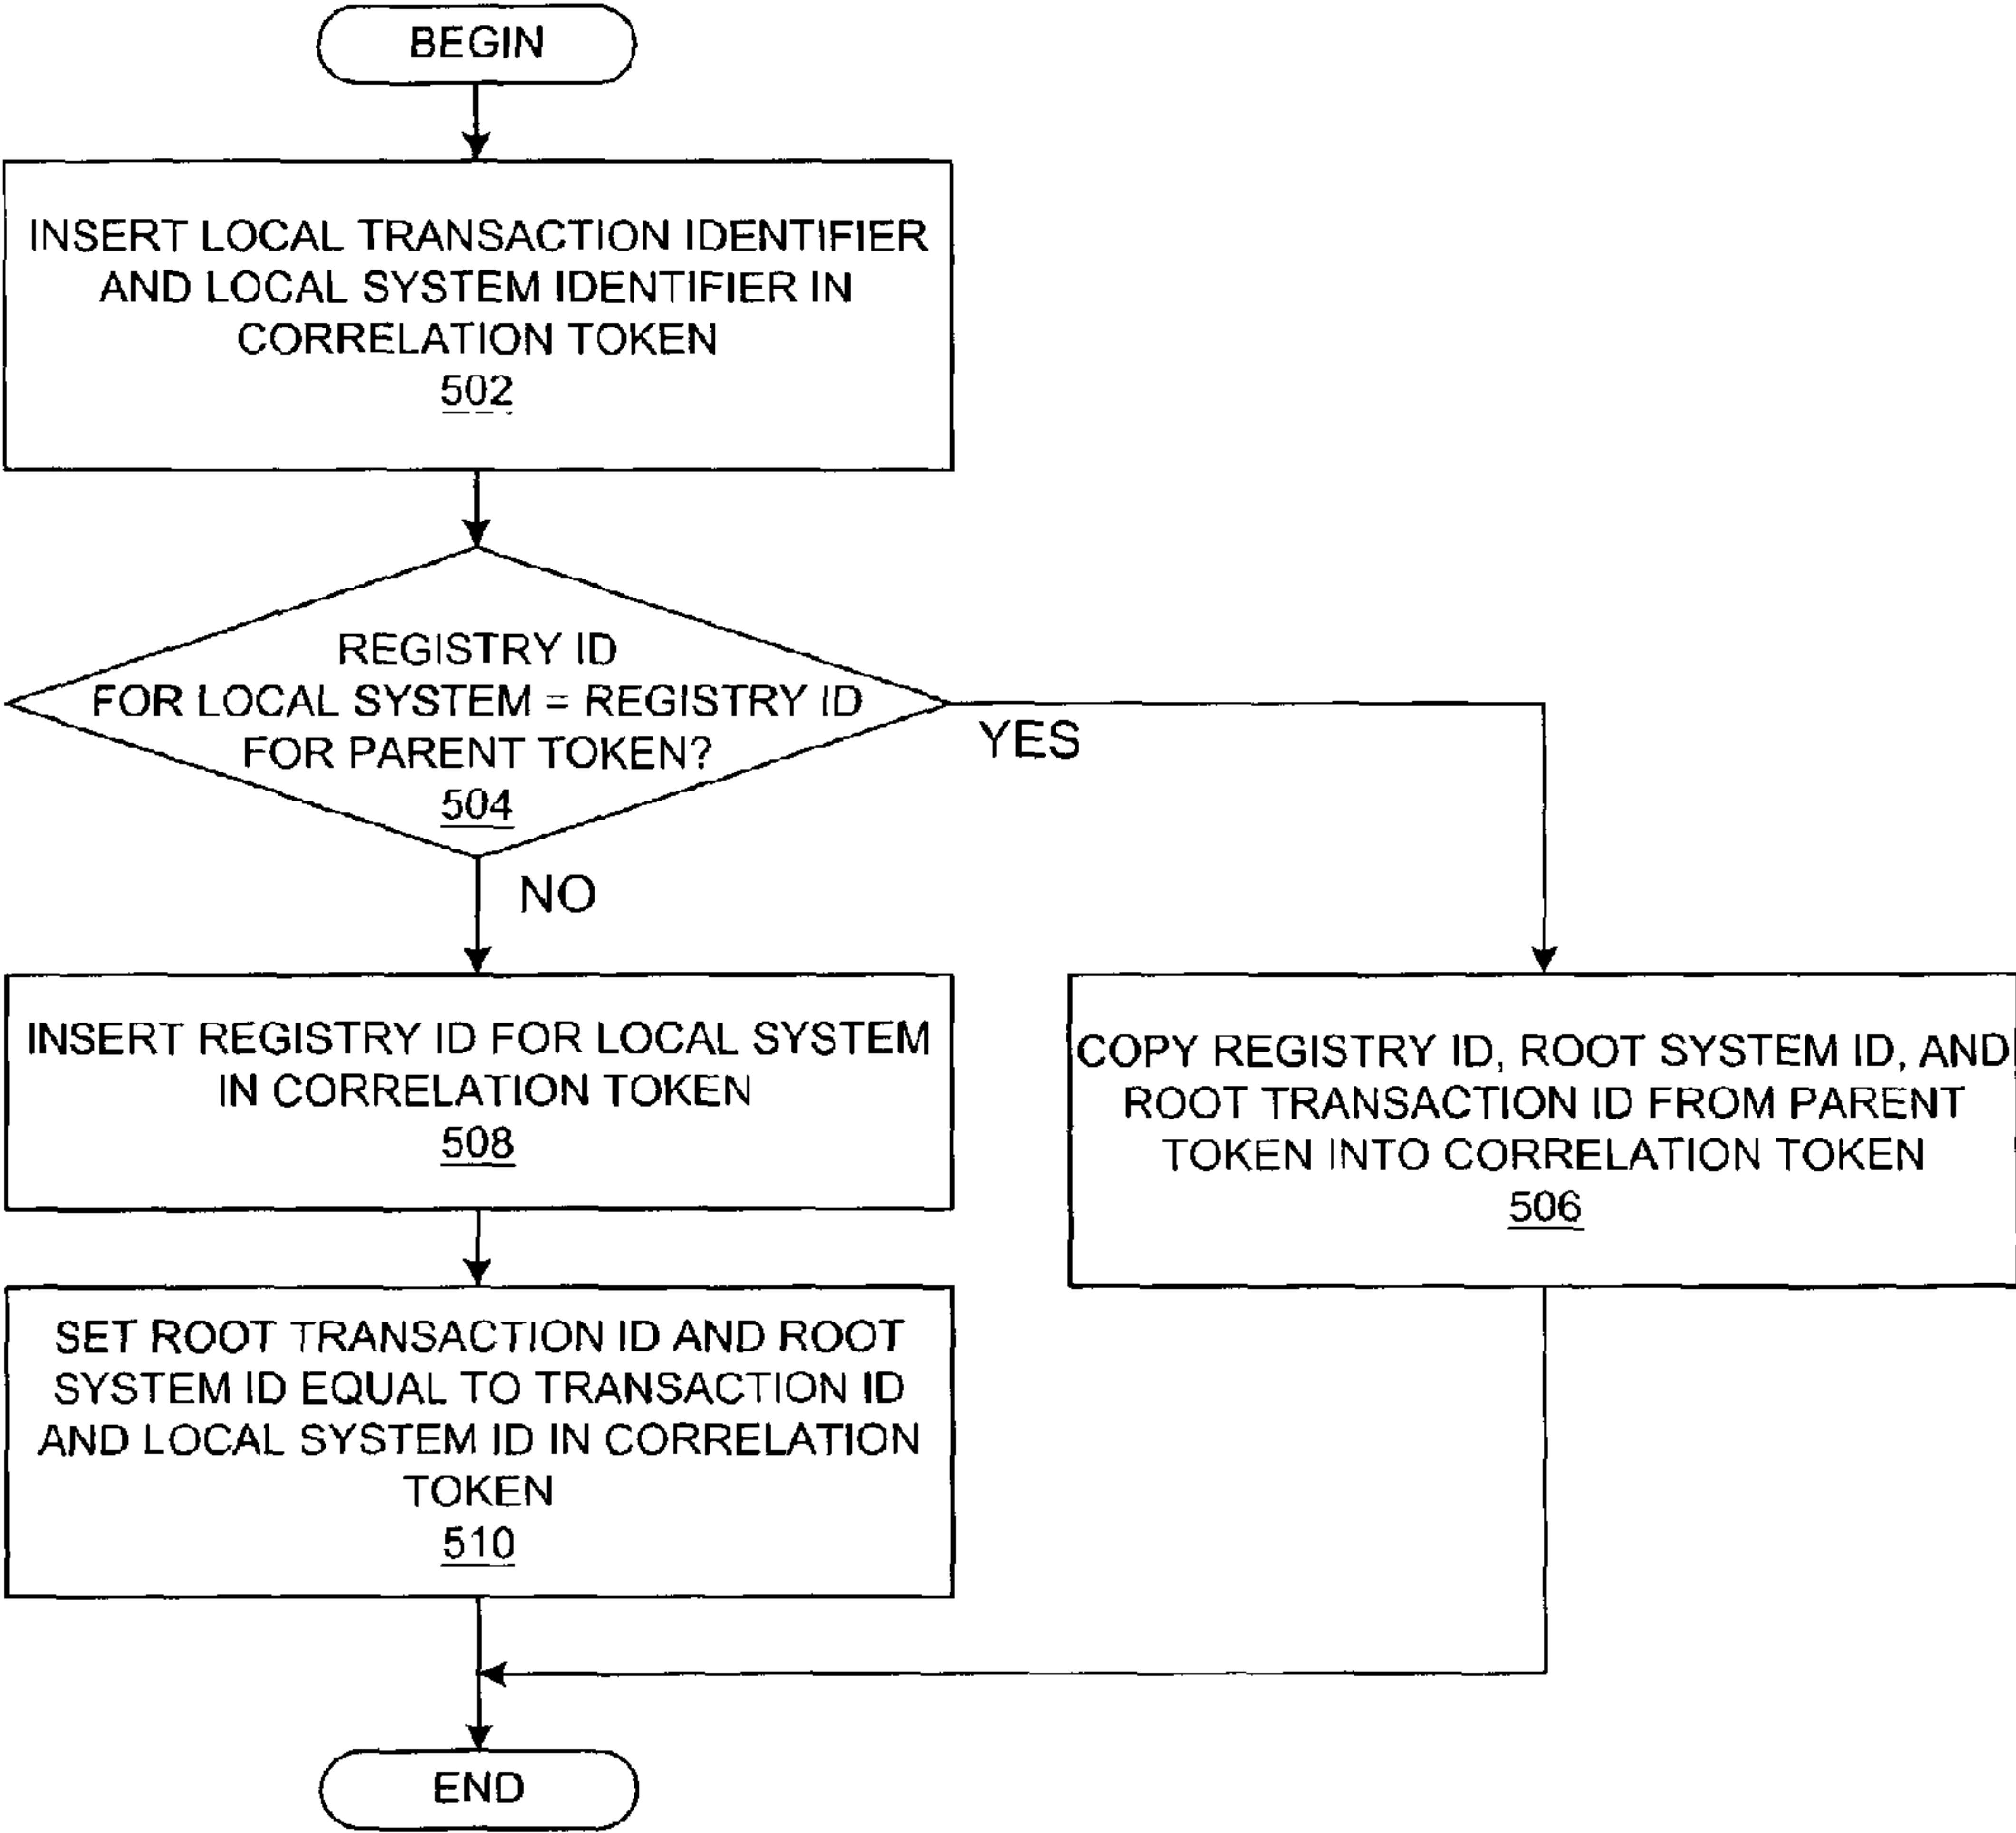 BEGIN
INSERT LOCAL TRANSACTION IDENTIFIER
AND LOCAL SYSTEM IDENTIFIER IN
CORRELATION TOKEN
502
REGISTRY ID
FOR LOCAL SYSTEM = REGISTRY ID
FOR PARENT TOKEN?
504
YES
NO
INSERT REGISTRY ID FOR LOCAL SYSTEM
IN CORRELATION TOKEN
508
COPY REGISTRY ID, ROOT SYSTEM ID, AND
ROOT TRANSACTION ID FROM PARENT
TOKEN INTO CORRELATION TOKEN
506
SET ROOT TRANSACTION ID AND ROOT
SYSTEM ID EQUAL TO TRANSACTION ID
AND LOCAL SYSTEM ID IN CORRELATION
TOKEN
510
END